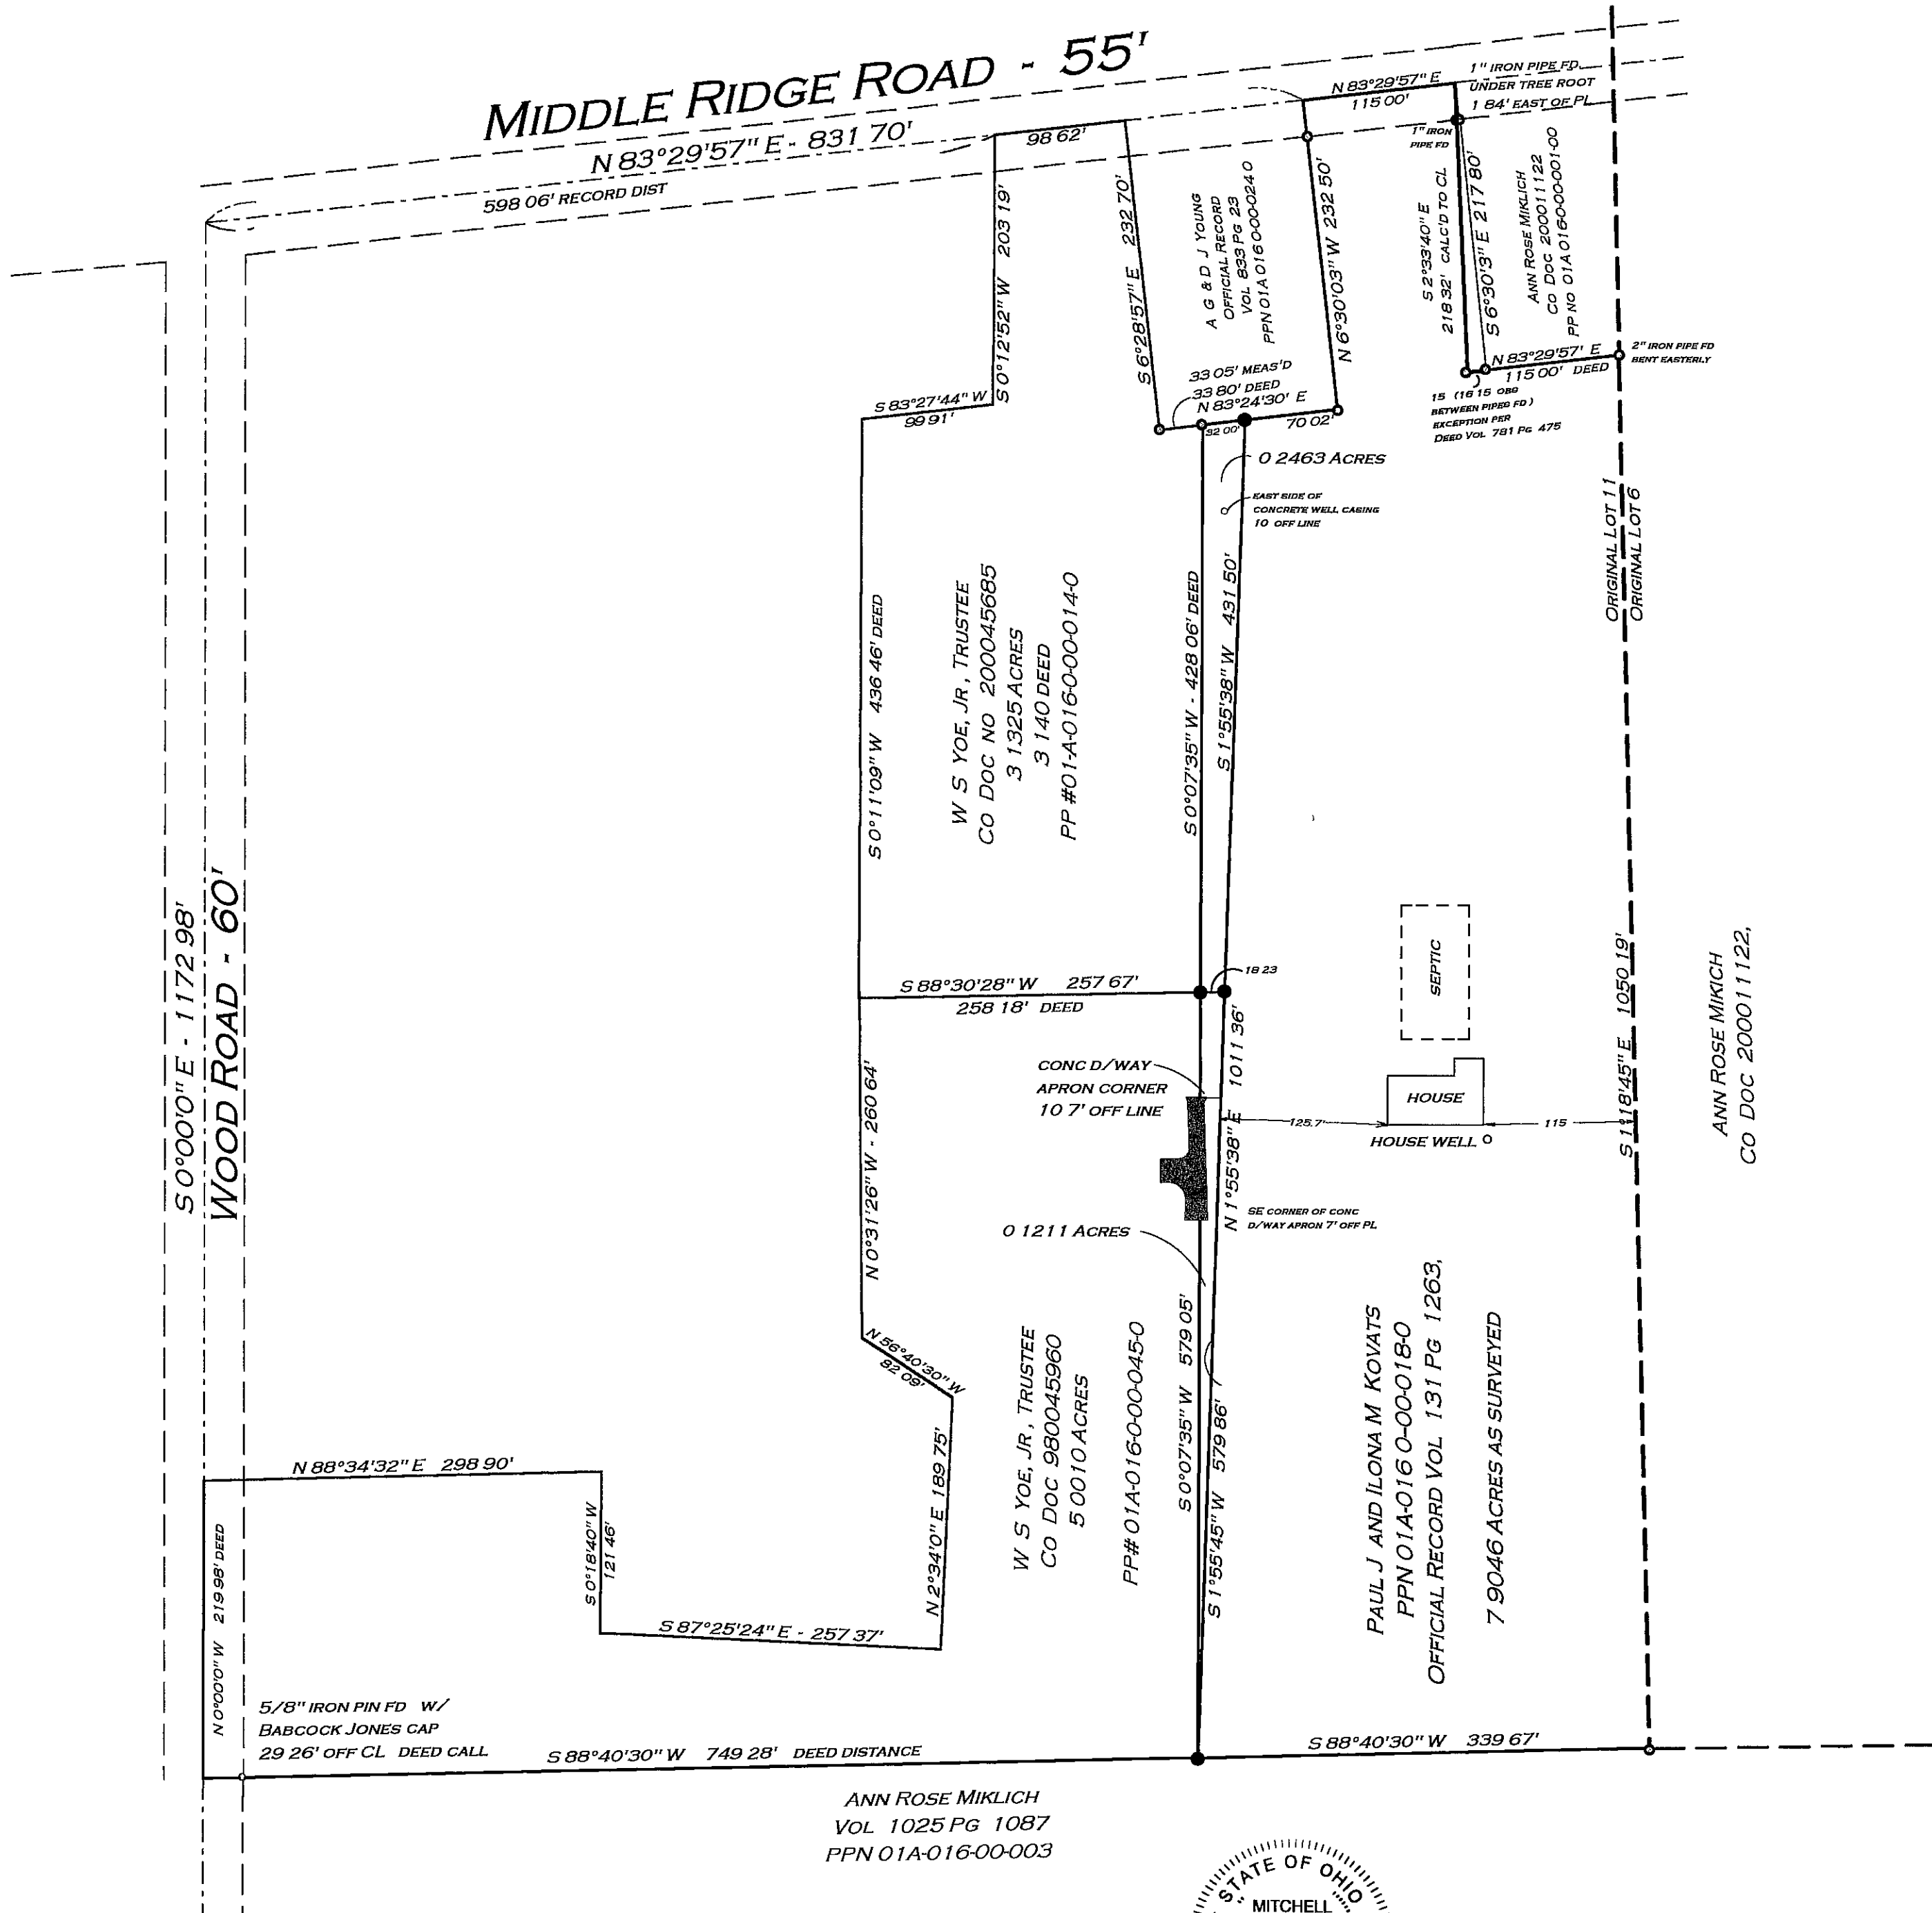 MIDDLE RIDGE ROAD - 55'
N 83°29'57" E - 831 70'
598 06' RECORD DIST
98 62'
N 83°29'57" E
115 00'
1" IRON PIPE FD
UNDER TREE ROOT
1 84' EAST OF PL
1" IRON
PIPE FD
S 0°12'52" W 203 19'
S 6°28'57" E 232 70'
A G & D J YOUNG
OFFICIAL RECORD
VOL 833 PG 23
PPN 01A 016 0-000-024 0
N 6°30'03" W 232 50'
S 2°33'40" E
218 32' CALC'D TO CL
S 6°30'3" E 217 80'
ANN ROSE MIKLICH
CO DOC 200011122
PP NO 01A 016-0-00-001-00
2" IRON PIPE FD
BENT EASTERLY
N 83°29'57' E
115 00' DEED
15 (16 15 OBG
BETWEEN PIPES FD )
EXCEPTION PER
DEED VOL 781 PG 475
33 05' MEAS'D
33 80' DEED
N 83°24'30' E
32 00'
70 02'
S 83°27'44" W
99 91'
0 2463 ACRES
EAST SIDE OF
CONCRETE WELL CASING
10 OFF LINE
ORIGINAL LOT 11
ORIGINAL LOT 6
S 0°11'09" W 436 46' DEED
W S YOE, JR , TRUSTEE
CO DOC NO 200045685
3 1325 ACRES
3 140 DEED
PP #01-A-016-0-00-014-0
S 0°07'35" W - 428 06' DEED
S 1°55'38" W 431 50'
S 0°00'0" E - 1172 98'
WOOD ROAD - 60'
S 88°30'28" W 257 67'
258 18' DEED
18 23
SEPTIC
HOUSE
HOUSE WELL
125.7'
115
S 1°18'45" E 1050 19'
ANN ROSE MIKICH
CO DOC 200011122,
CONC D/WAY
APRON CORNER
10 7' OFF LINE
N 1°55'38" E 1011 36'
SE CORNER OF CONC
D/WAY APRON 7' OFF PL
0 1211 ACRES
N 0°31'26" W - 260 64'
N 56°40'30" W
82 09'
N 2°34'0" E 189 75'
W S YOE, JR , TRUSTEE
CO DOC 980045960
5 0010 ACRES
PP# 01A-016-0-00-045-0
S 0°07'35" W 579 05'
S 1°55'45" W 579 86'
PAUL J AND ILONA M KOVATS
PPN 01A-016 0-00-018-0
OFFICIAL RECORD VOL 131 PG 1263,
7 9046 ACRES AS SURVEYED
N 88°34'32" E 298 90'
S 0°18'40" W
121 46'
S 87°25'24" E - 257 37'
N 0°00'0" W 219 98' DEED
5/8" IRON PIN FD W/
BABCOCK JONES CAP
29 26' OFF CL DEED CALL
S 88°40'30" W 749 28' DEED DISTANCE
S 88°40'30" W 339 67'
ANN ROSE MIKLICH
VOL 1025 PG 1087
PPN 01A-016-00-003
STATE OF OHIO
MITCHELL